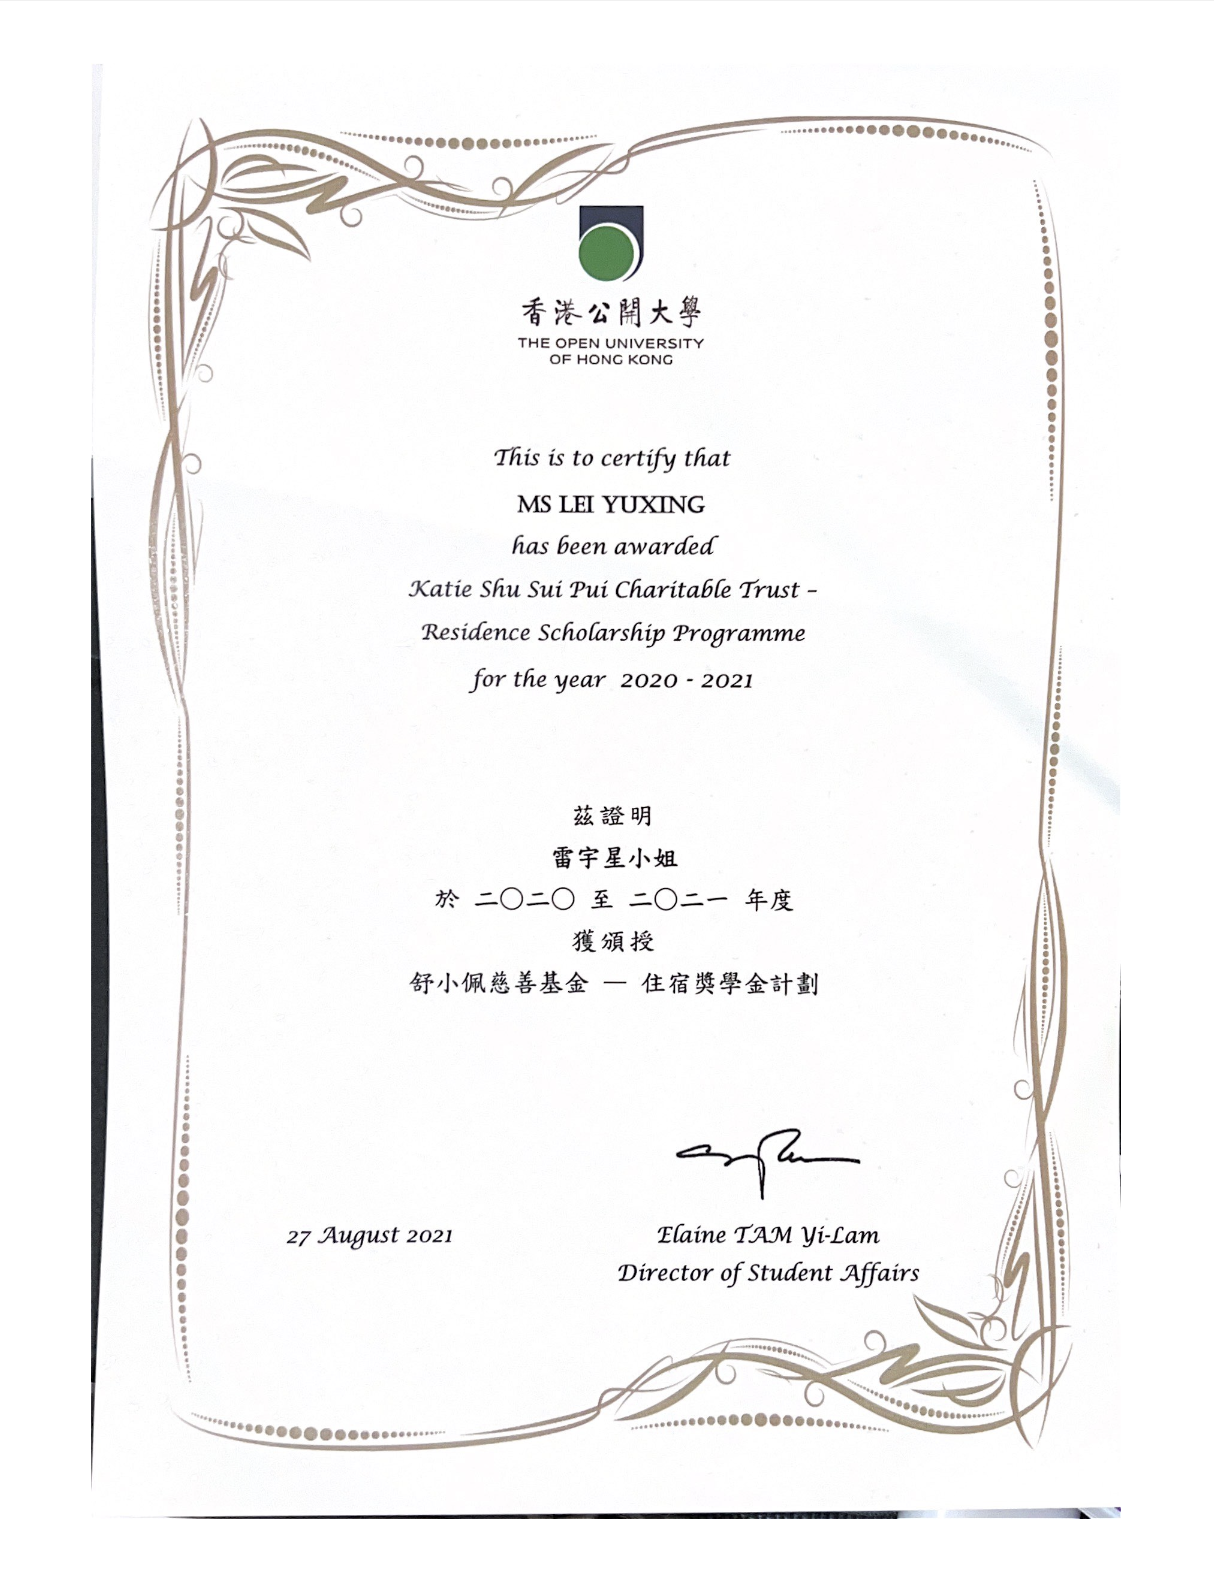 香港公開大學
THE OPEN UNIVERSITY
OF HONG KONG
This is to certify that
MS LEI YUXING
has been awarded
Katie Shu Sui Pui Charitable Trust –
Residence Scholarship Programme
for the year 2020 - 2021
茲證明
雷宇星小姐
於 二〇二〇 至 二〇二一 年度
獲頒授
舒小佩慈善基金 — 住宿獎學金計劃
27 August 2021
Elaine TAM Yi-Lam
Director of Student Affairs